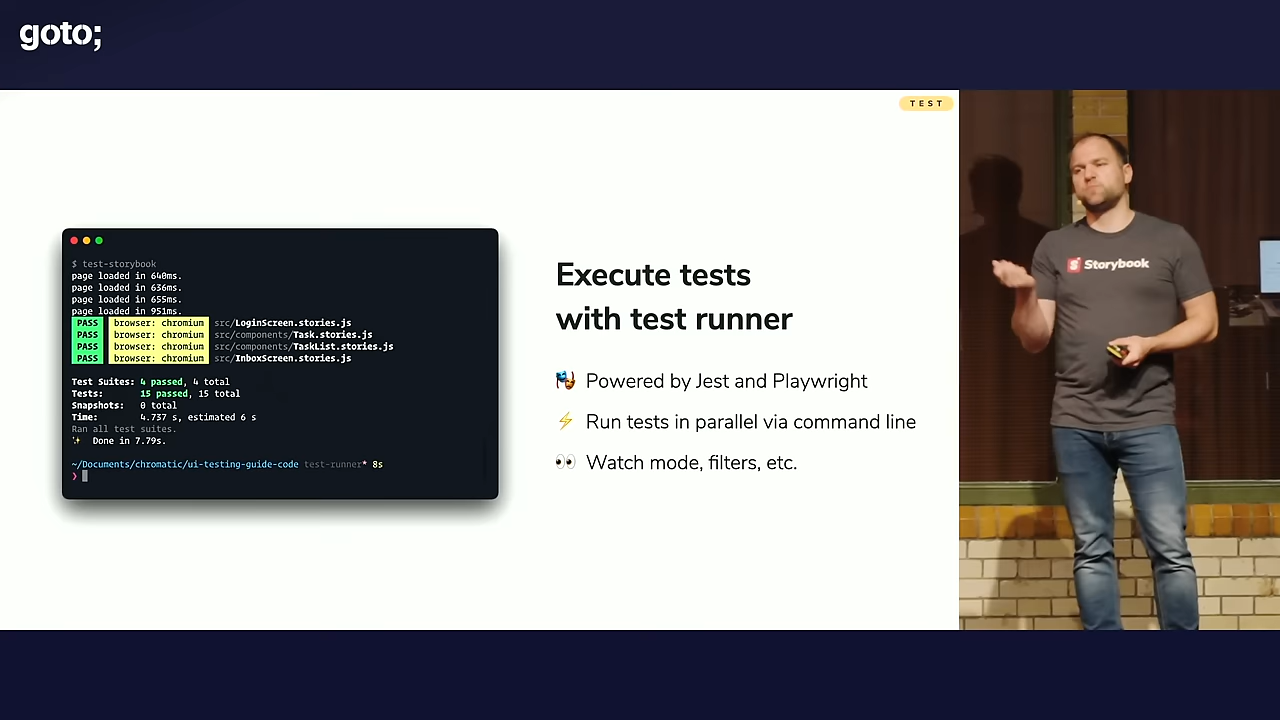 goto;
TEST
$ test-storybook
page loaded in 640ms.
page loaded in 636ms.
page loaded in 655ms.
page loaded in 951ms.
PASS browser: chromium src/LoginScreen.stories.js
PASS browser: chromium src/components/Task.stories.js
PASS browser: chromium src/components/TaskList.stories.js
PASS browser: chromium src/InboxScreen.stories.js
Test Suites: 4 passed, 4 total
Tests: 15 passed, 15 total
Snapshots: 0 total
Time: 4.737 s, estimated 6 s
Ran all test suites.
✨ Done in 7.79s.
~/Documents/chromatic/ui-testing-guide-code test-runner* 8s
❯
Execute tests
with test runner
🎭 Powered by Jest and Playwright
⚡ Run tests in parallel via command line
👀 Watch mode, filters, etc.
S Storybook